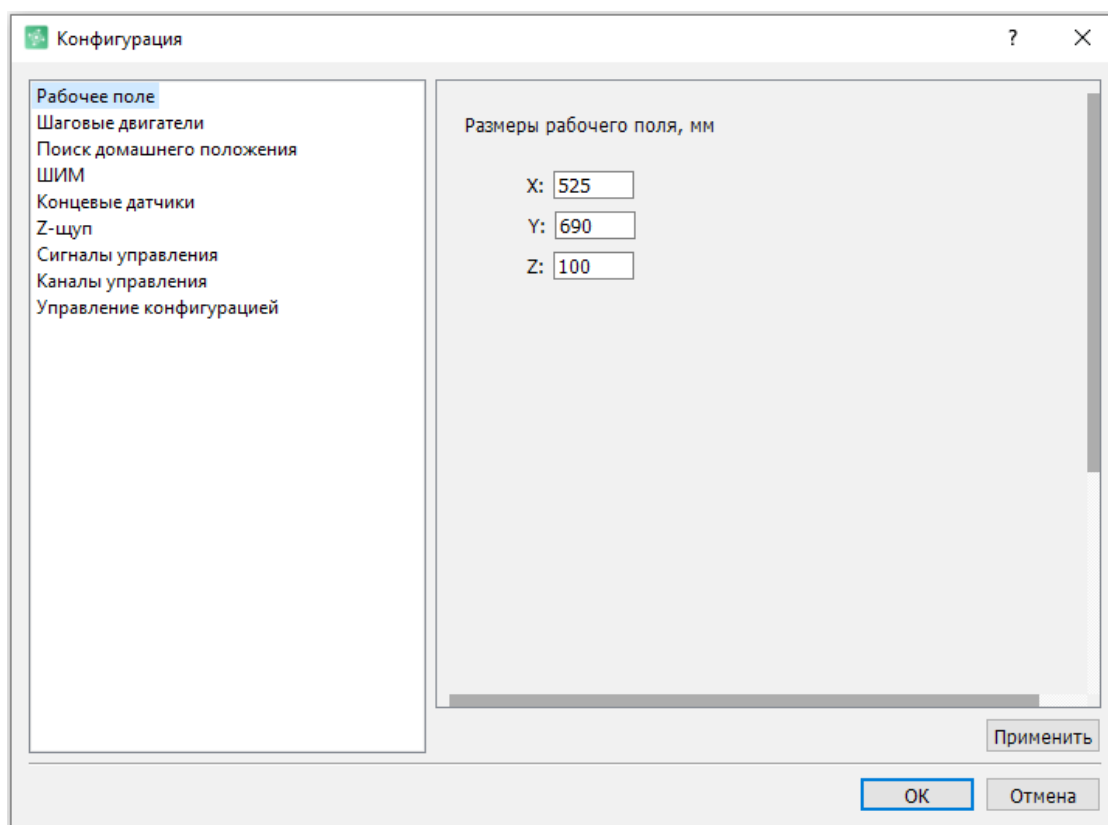 Конфигурация
?
Рабочее поле
Шаговые двигатели
Поиск домашнего положения
ШИМ
Концевые датчики
Z-щуп
Сигналы управления
Каналы управления
Управление конфигурацией
Размеры рабочего поля, мм
X: 525
Y: 690
Z: 100
Применить
ОК
Отмена